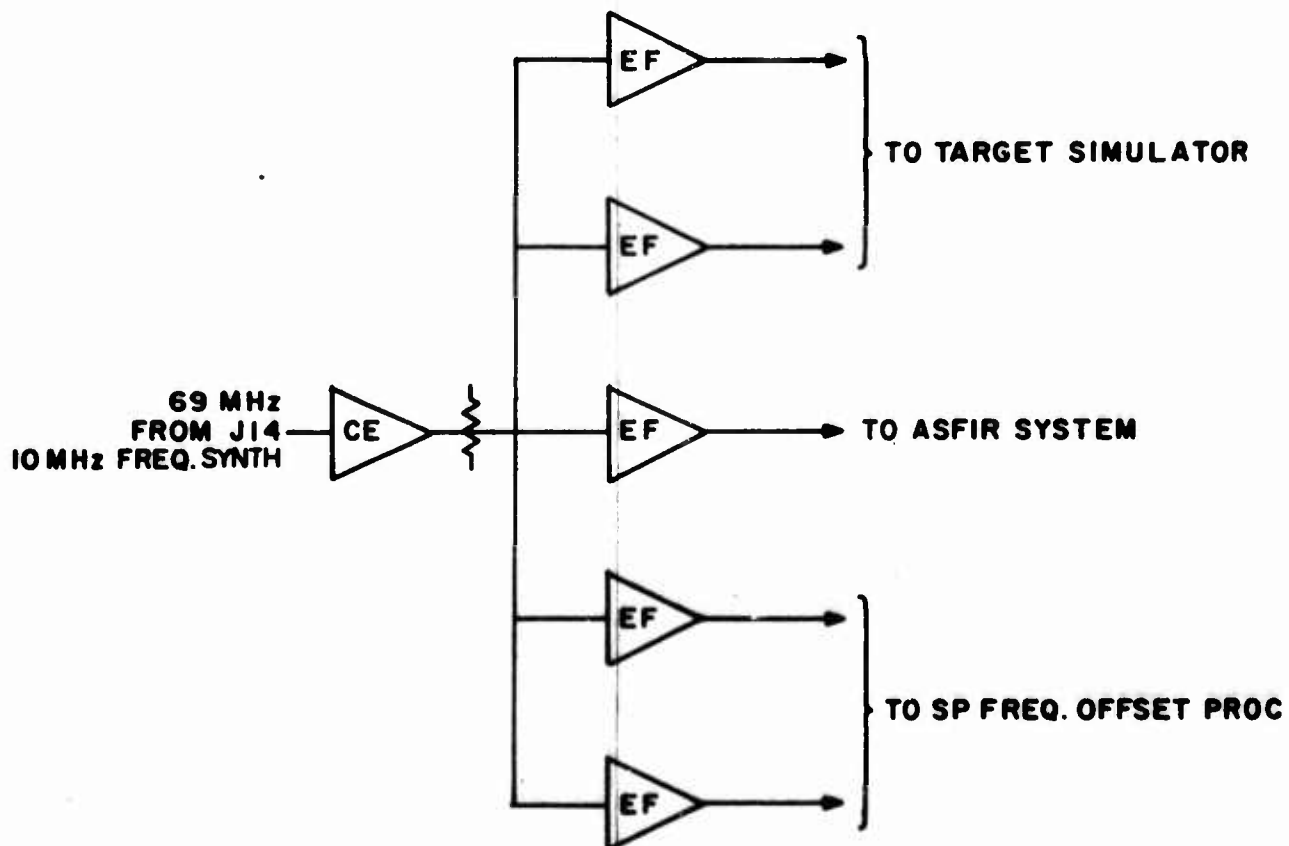 EF
TO TARGET SIMULATOR
EF
69 MHz
FROM J14
10 MHz FREQ. SYNTH
CE
EF
TO ASFIR SYSTEM
EF
TO SP FREQ. OFFSET PROC
EF